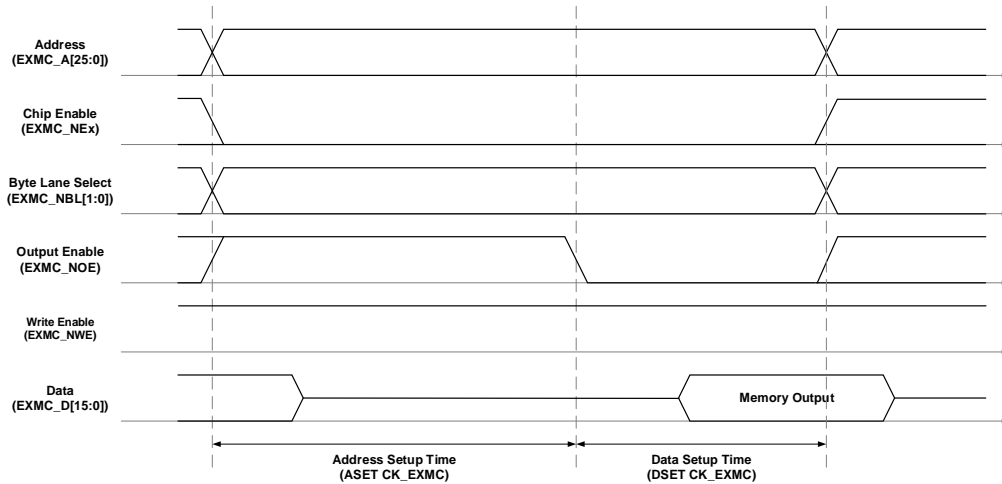 Address
(EXMC_A[25:0])
Chip Enable
(EXMC_NEx)
Byte Lane Select
(EXMC_NBL[1:0])
Output Enable
(EXMC_NOE)
Write Enable
(EXMC_NWE)
Data
(EXMC_D[15:0])
Memory Output
Address Setup Time
(ASET CK_EXMC)
Data Setup Time
(DSET CK_EXMC)